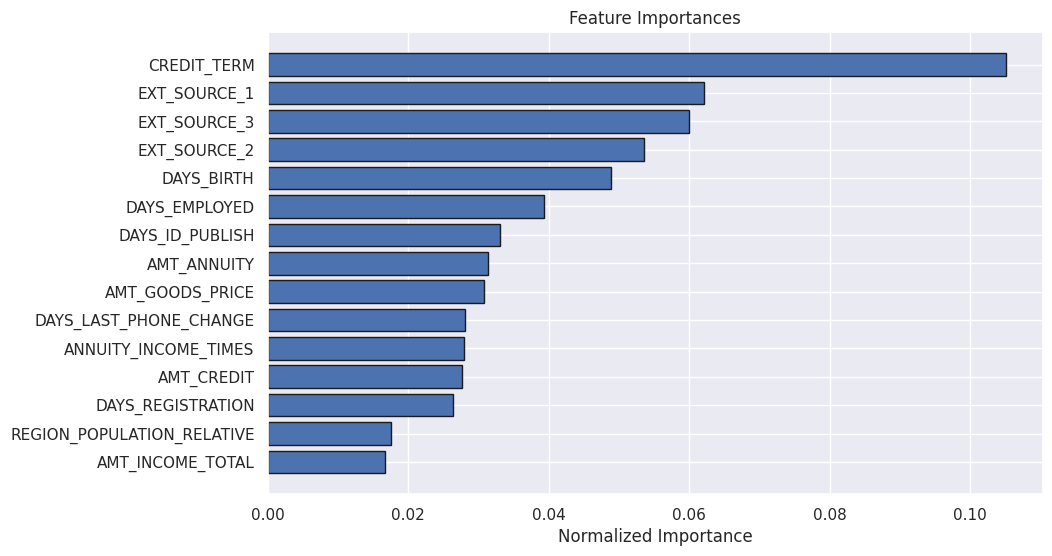 Feature Importances
CREDIT_TERM
EXT_SOURCE_1
EXT_SOURCE_3
EXT_SOURCE_2
DAYS_BIRTH
DAYS_EMPLOYED
DAYS_ID_PUBLISH
AMT_ANNUITY
AMT_GOODS_PRICE
DAYS_LAST_PHONE_CHANGE
ANNUITY_INCOME_TIMES
AMT_CREDIT
DAYS_REGISTRATION
REGION_POPULATION_RELATIVE
AMT_INCOME_TOTAL
0.00 0.02 0.04 0.06 0.08 0.10
Normalized Importance